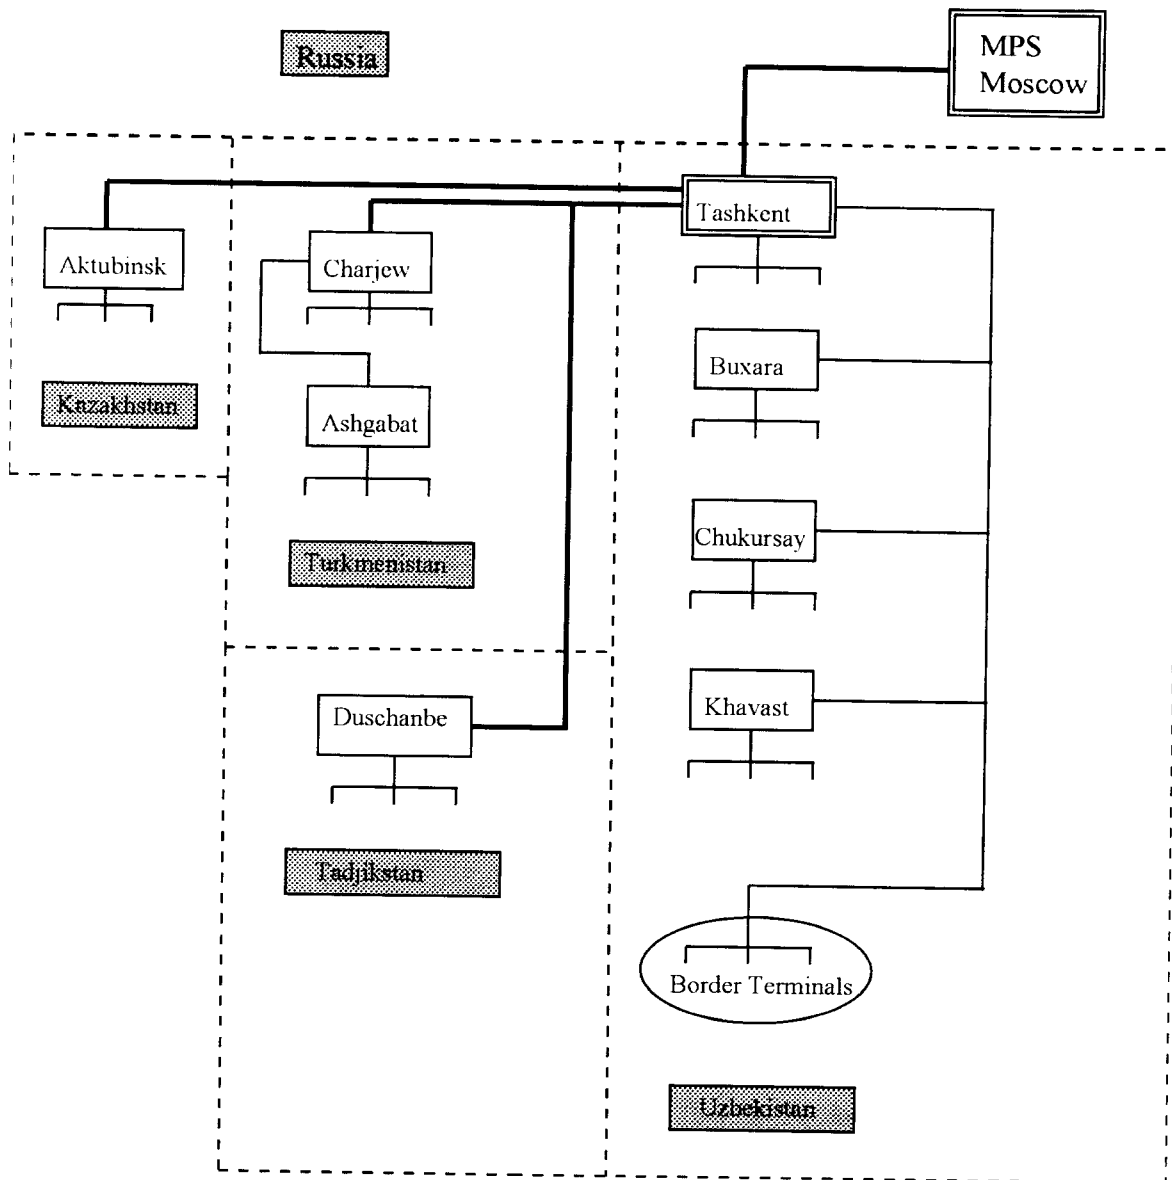 Russia
MPS
Moscow
Tashkent
Aktubinsk
Charjew
Buxara
Kazakhstan
Ashgabat
Chukursay
Turkmenistan
Khavast
Duschanbe
Tadjikstan
Border Terminals
Uzbekistan